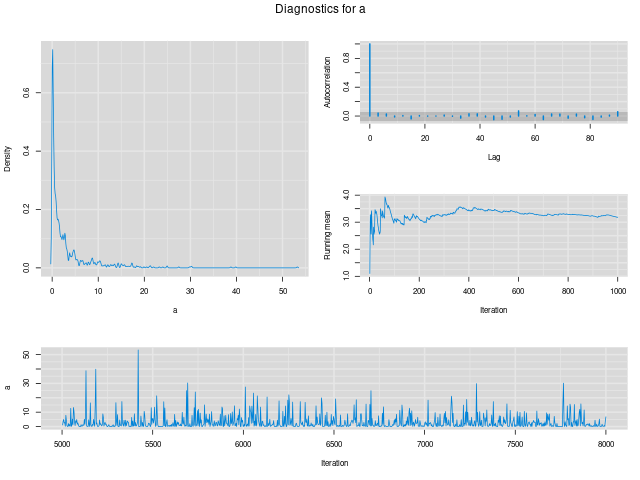 Diagnostics for a
Density
0.0 0.2 0.4 0.6
0 10 20 30 40 50
a
Autocorrelation
0.0 0.4 0.8
0 20 40 60 80
Lag
Running mean
1.0 2.0 3.0 4.0
0 200 400 600 800 1000
Iteration
a
0 10 30 50
5000 5500 6000 6500 7000 7500 8000
Iteration